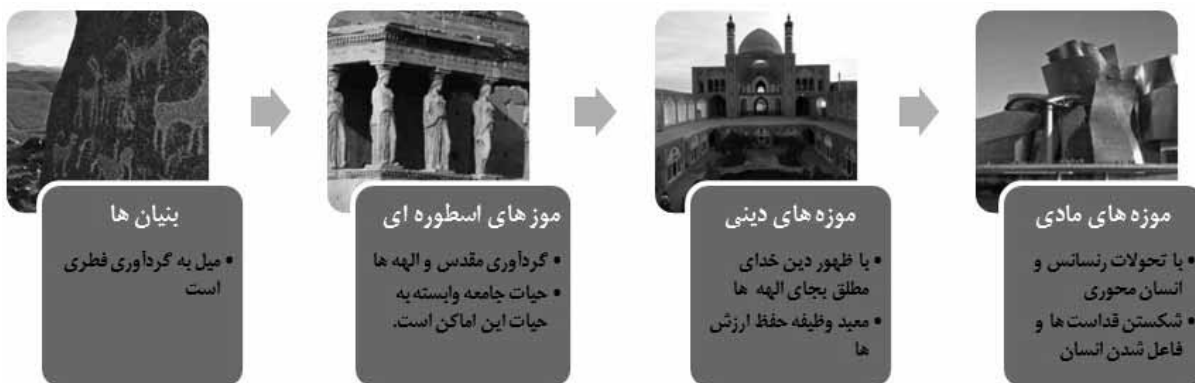 بنیان ها
• میل به گردآوری فطری
است
موزهای اسطوره ای
• گردآوری مقدس و الهه ها
• حیات جامعه وابسته به
حیات این اماکن است.
موزه های دینی
• با ظهور دین خدای
مطلق بجای الهه ها
• معبد وظیفه حفظ ارزش
ها
موزه های مادی
• با تحولات رنسانس و
انسان محوری
• شکستن قداست ها و
فاعل شدن انسان